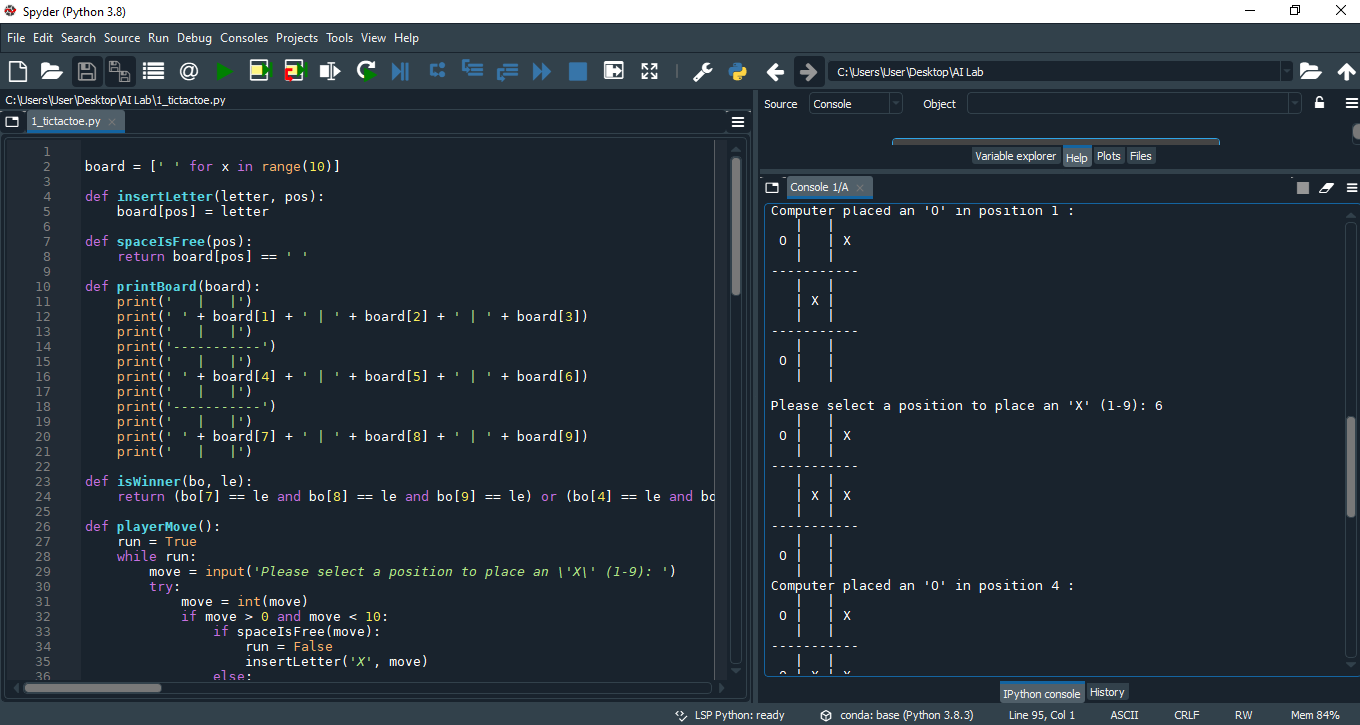 Spyder (Python 3.8)
File Edit Search Source Run Debug Consoles Projects Tools View Help
C:\Users\User\Desktop\AI Lab
C:\Users\User\Desktop\AI Lab\1_tictactoe.py
1_tictactoe.py
1
2 board = [' ' for x in range(10)]
3
4 def insertLetter(letter, pos):
5     board[pos] = letter
6
7 def spaceIsFree(pos):
8     return board[pos] == ' '
9
10 def printBoard(board):
11     print('   |   |')
12     print(' ' + board[1] + ' | ' + board[2] + ' | ' + board[3])
13     print('   |   |')
14     print('-----------')
15     print('   |   |')
16     print(' ' + board[4] + ' | ' + board[5] + ' | ' + board[6])
17     print('   |   |')
18     print('-----------')
19     print('   |   |')
20     print(' ' + board[7] + ' | ' + board[8] + ' | ' + board[9])
21     print('   |   |')
22
23 def isWinner(bo, le):
24     return (bo[7] == le and bo[8] == le and bo[9] == le) or (bo[4] == le and bo
25
26 def playerMove():
27     run = True
28     while run:
29         move = input('Please select a position to place an \'X\' (1-9): ')
30         try:
31             move = int(move)
32             if move > 0 and move < 10:
33                 if spaceIsFree(move):
34                     run = False
35                     insertLetter('X', move)
36                 else:
Source Console Object
Variable explorer Help Plots Files
Console 1/A
Computer placed an 'O' in position 1 :
   |   |
 O |   | X
   |   |
-----------
   |   |
   | X |
   |   |
-----------
   |   |
 O |   |
   |   |
Please select a position to place an 'X' (1-9): 6
   |   |
 O |   | X
   |   |
-----------
   |   |
   | X | X
   |   |
-----------
   |   |
 O |   |
   |   |
Computer placed an 'O' in position 4 :
   |   |
 O |   | X
   |   |
-----------
   |   |
 O | X | X
IPython console History
LSP Python: ready conda: base (Python 3.8.3) Line 95, Col 1 ASCII CRLF RW Mem 84%